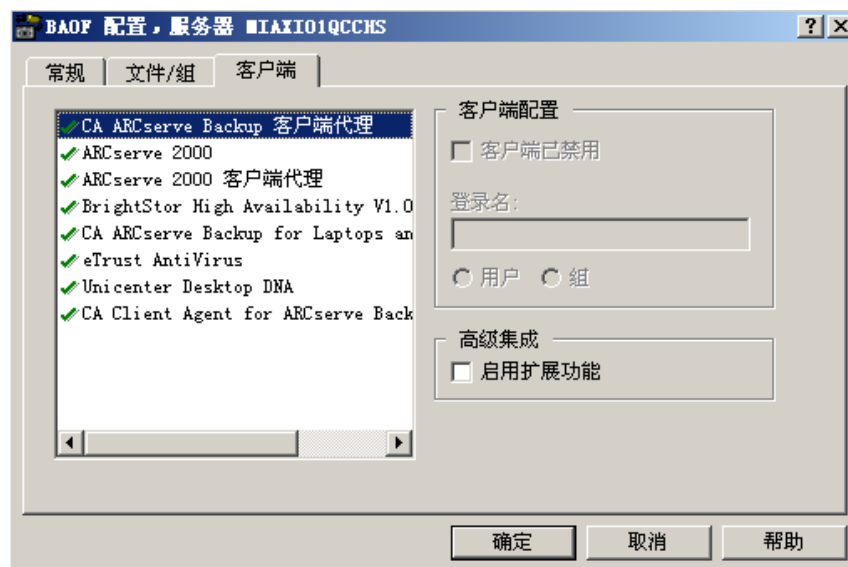 BAOF 配置，服务器 MIAXI01QCCHS
常规 文件/组 客户端
CA ARCserve Backup 客户端代理
ARCserve 2000
ARCserve 2000 客户端代理
BrightStor High Availability V1.0
CA ARCserve Backup for Laptops an
eTrust AntiVirus
Unicenter Desktop DNA
CA Client Agent for ARCserve Back
客户端配置
客户端已禁用
登录名:
用户 组
高级集成
启用扩展功能
确定 取消 帮助